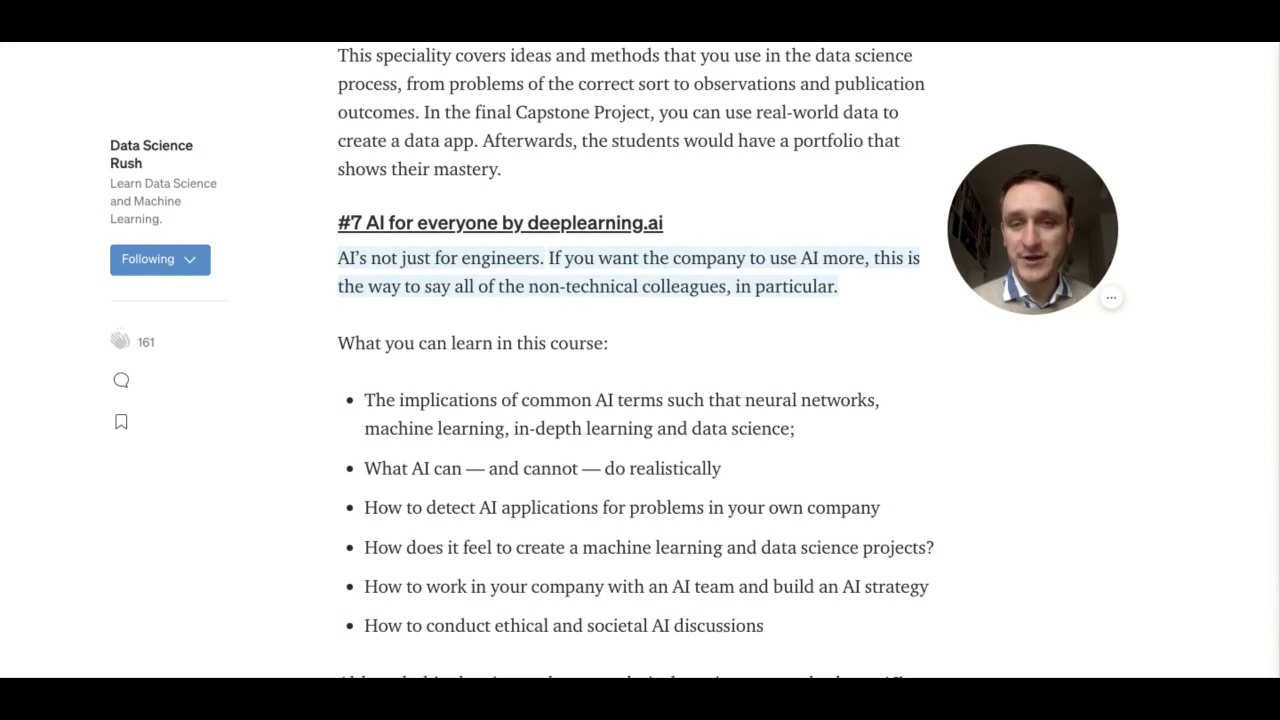 This speciality covers ideas and methods that you use in the data science
process, from problems of the correct sort to observations and publication
outcomes. In the final Capstone Project, you can use real-world data to
create a data app. Afterwards, the students would have a portfolio that
shows their mastery.
Data Science
Rush
Learn Data Science
and Machine
Learning.
Following
161
#7 AI for everyone by deeplearning.ai
AI’s not just for engineers. If you want the company to use AI more, this is
the way to say all of the non-technical colleagues, in particular.
What you can learn in this course:
• The implications of common AI terms such that neural networks,
machine learning, in-depth learning and data science;
• What AI can — and cannot — do realistically
• How to detect AI applications for problems in your own company
• How does it feel to create a machine learning and data science projects?
• How to work in your company with an AI team and build an AI strategy
• How to conduct ethical and societal AI discussions